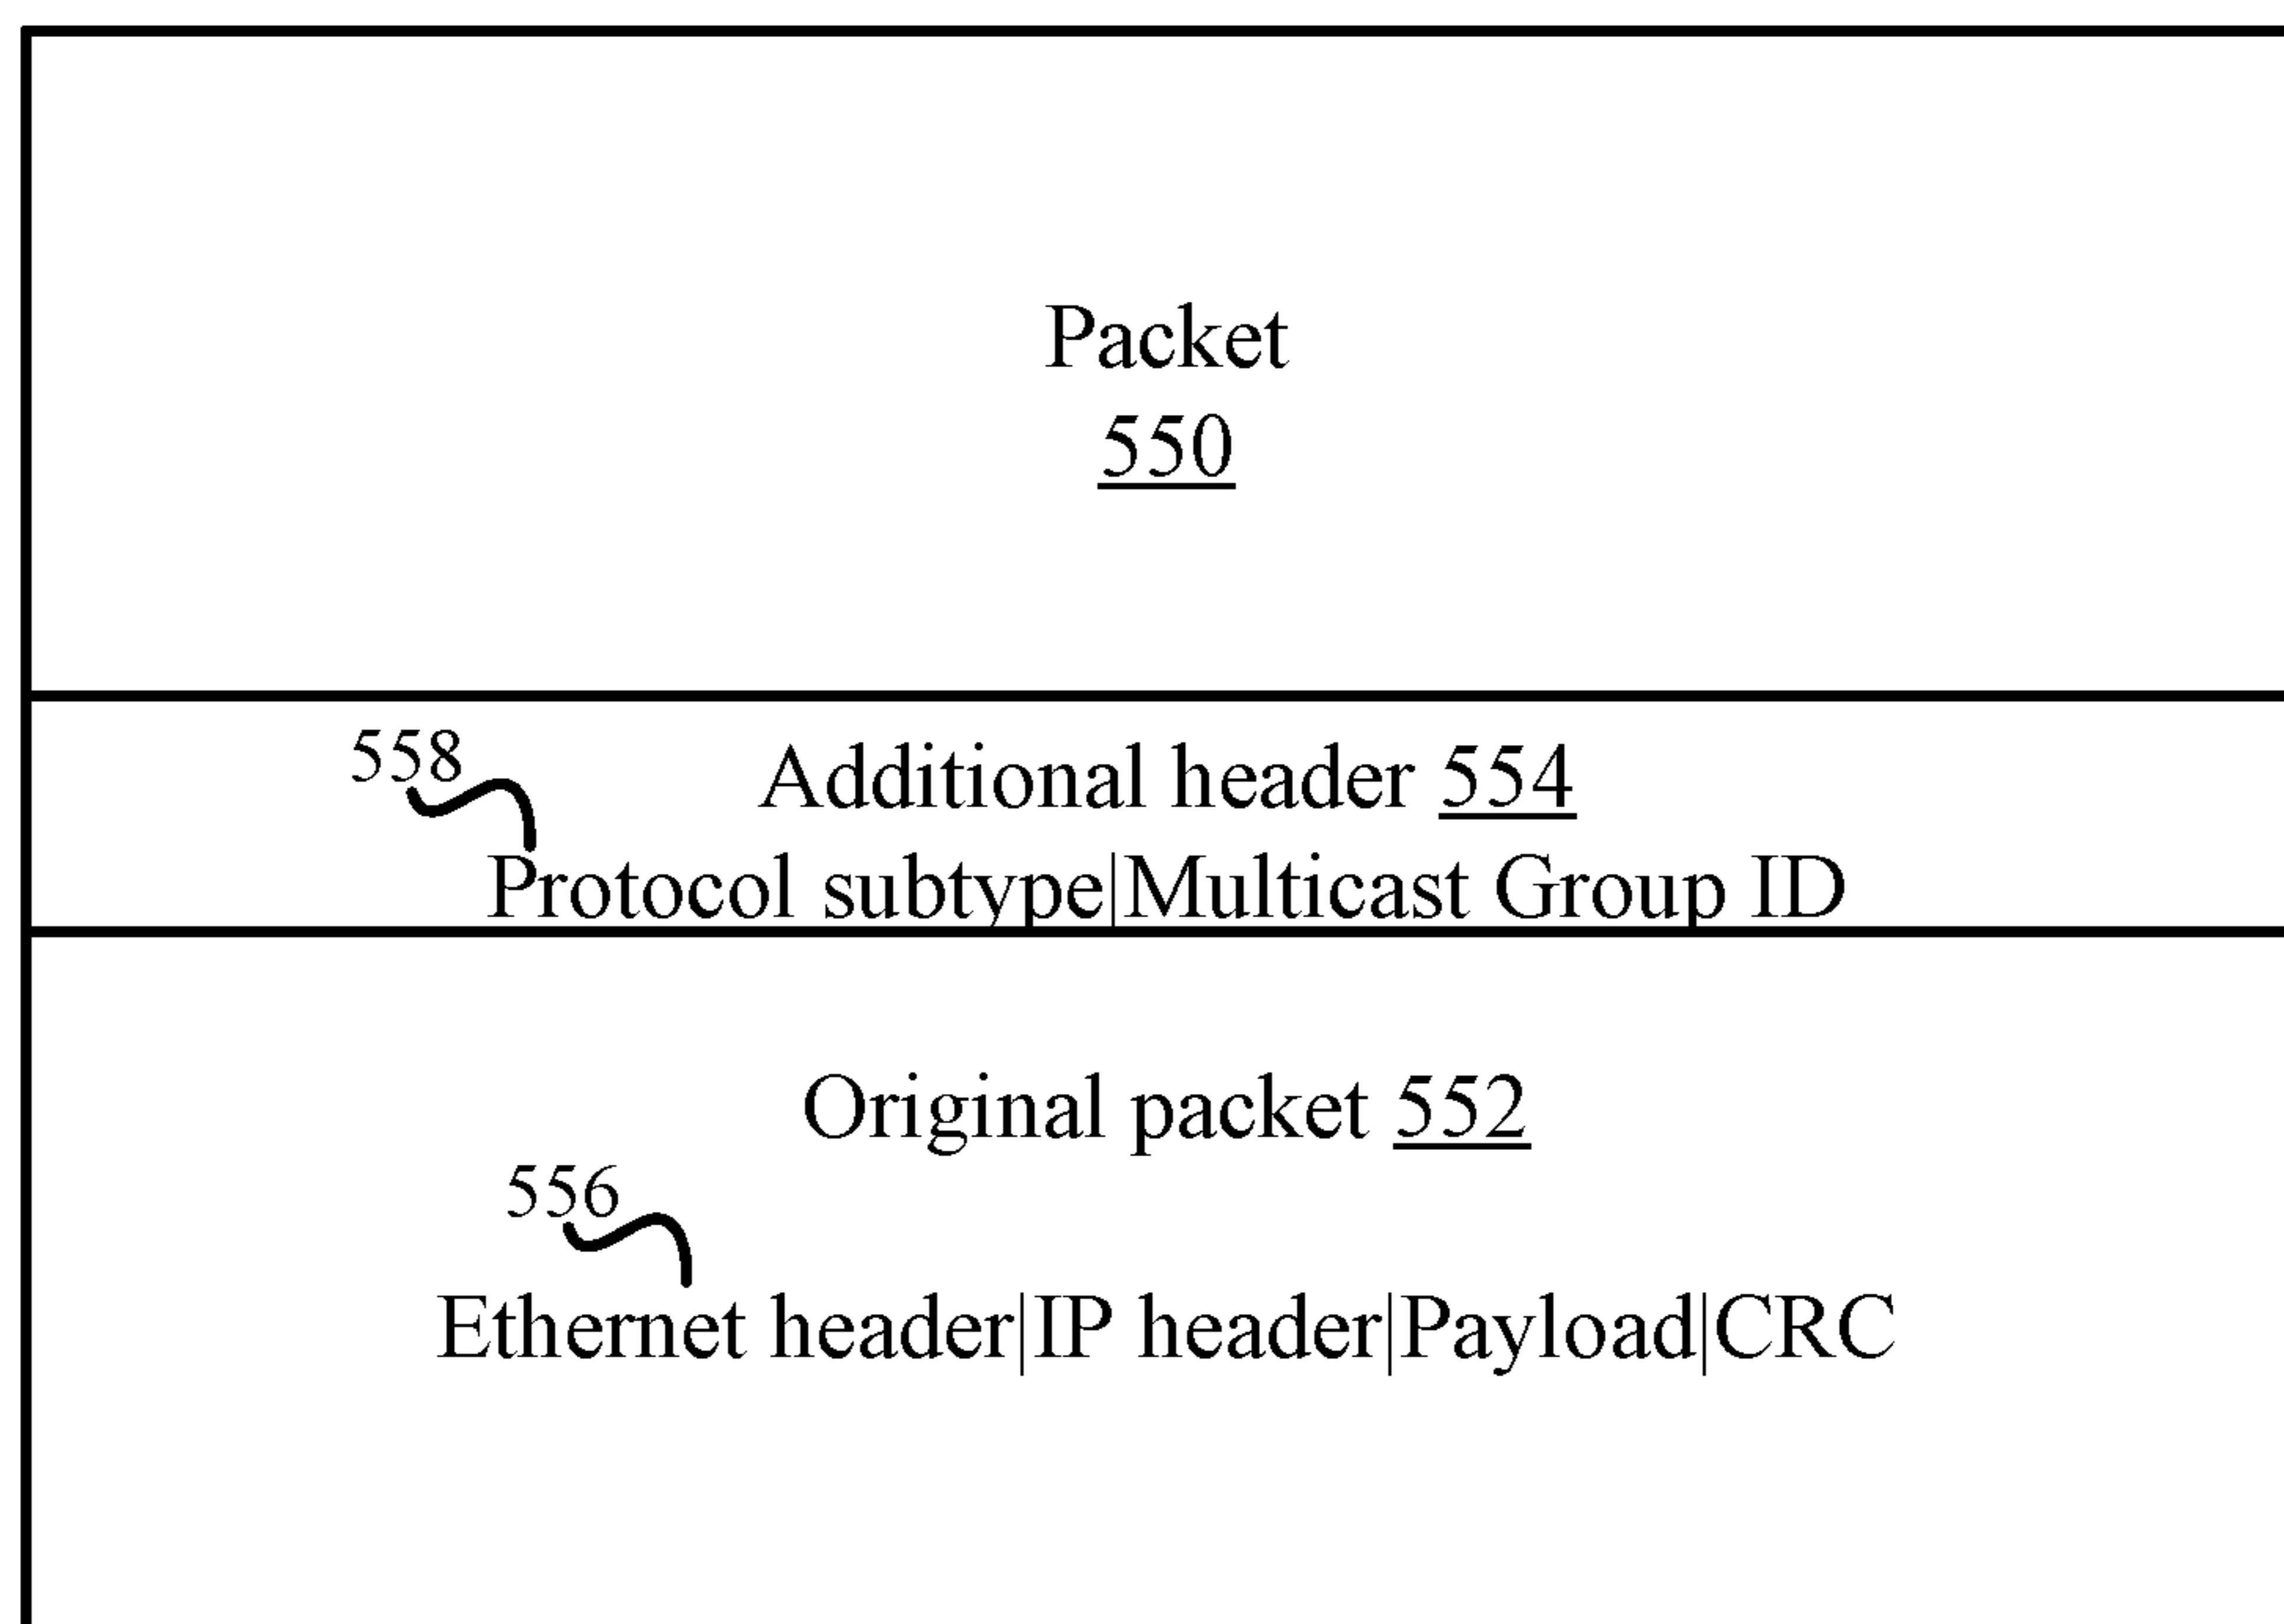 Packet
550
558
Additional header 554
Protocol subtype|Multicast Group ID
Original packet 552
556
Ethernet header|IP header|Payload|CRC